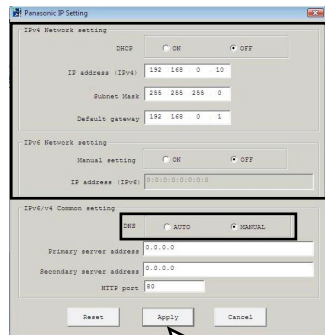 Panasonic IP Setting
IPv4 Network setting
DHCP ON OFF
IP address (IPv4) 192 168 0 10
Subnet Mask 255 255 255 0
Default gateway 192 168 0 1
IPv6 Network setting
Manual setting ON OFF
IP address (IPv6) 0:0:0:0:0:0:0:0
IPv6/v4 Common setting
DNS AUTO MANUAL
Primary server address 0.0.0.0
Secondary server address 0.0.0.0
HTTP port 80
Reset Apply Cancel